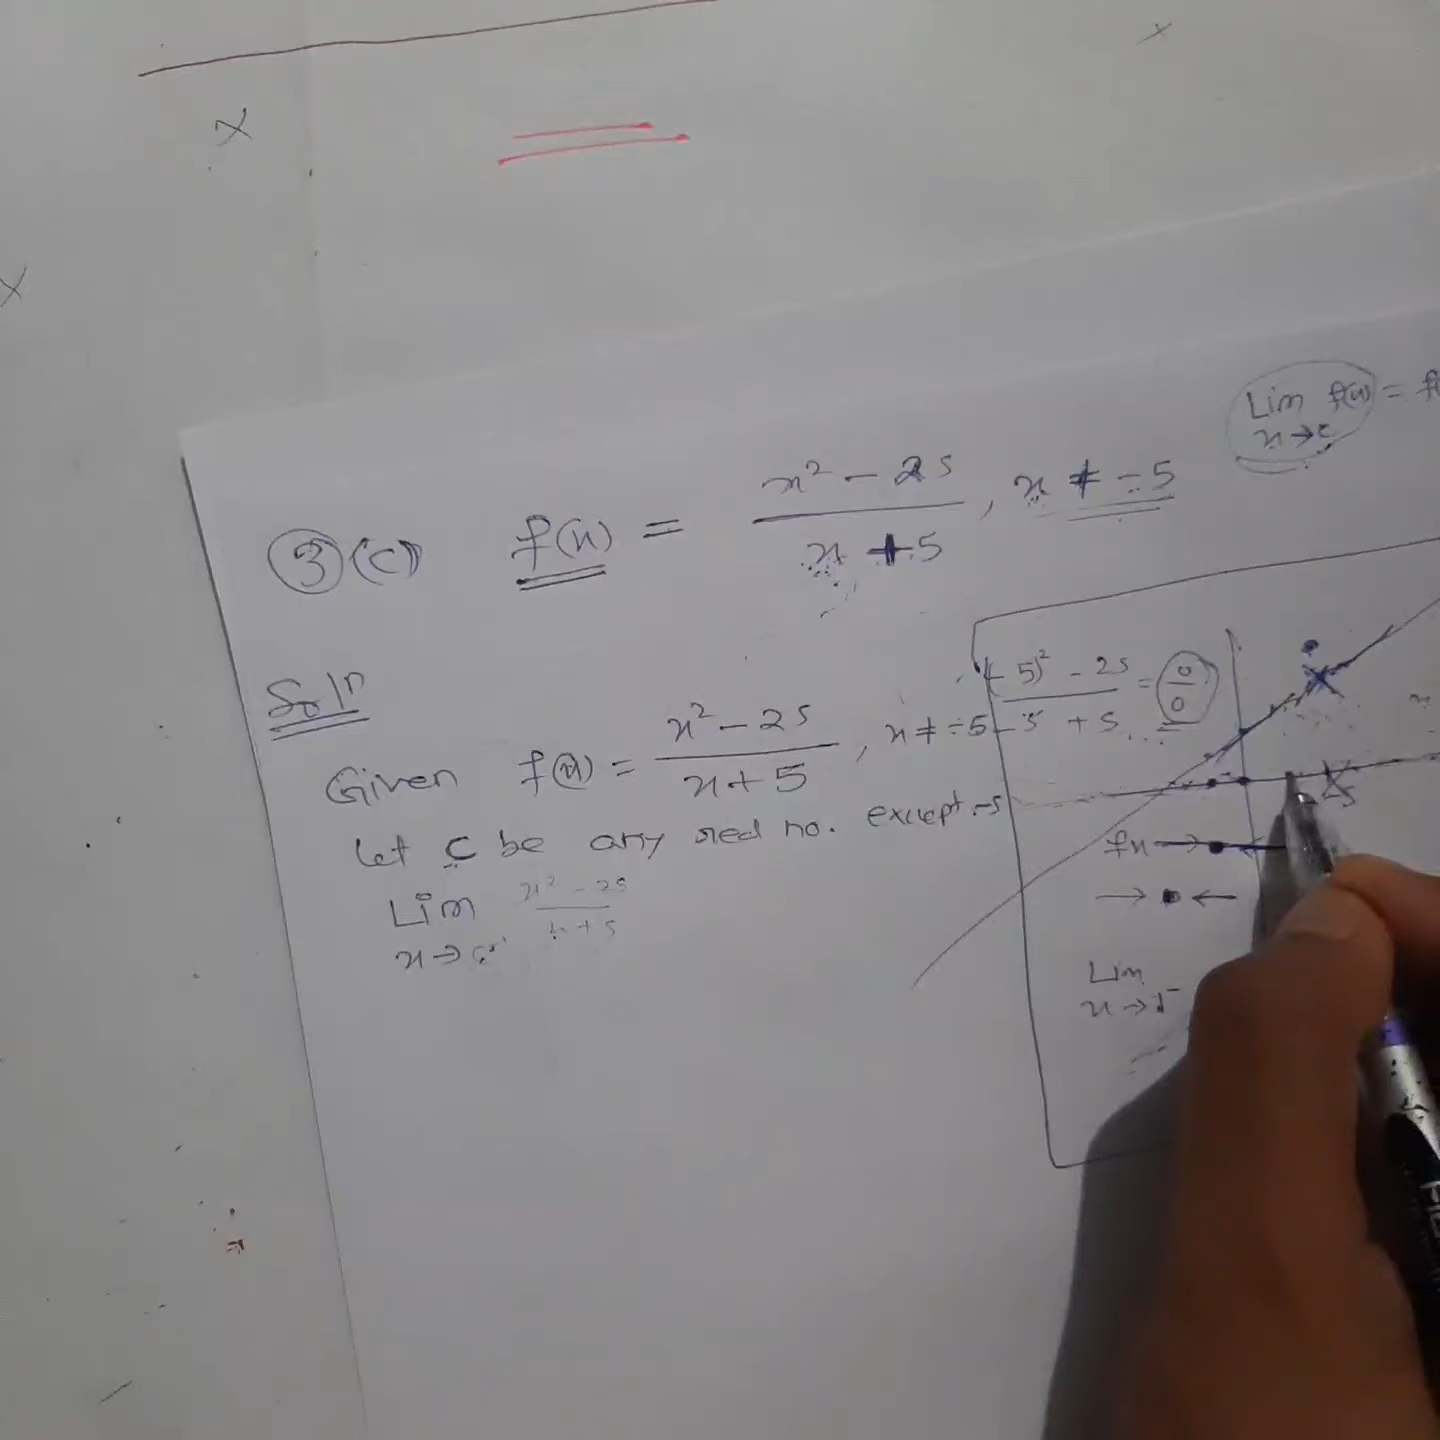 Lim f(x) = f(
x→c
③(c) f(x) = x² - 25 / x + 5 , x ≠ -5
Soln
Given f(x) = x² - 25 / x + 5 , x ≠ -5
Let c be any real no. except -5
Lim x² - 25 / x + 5
x→c
(-5)² - 25 / -5 + 5 = 0/0
-5
fx → ←
→ ←
Lim